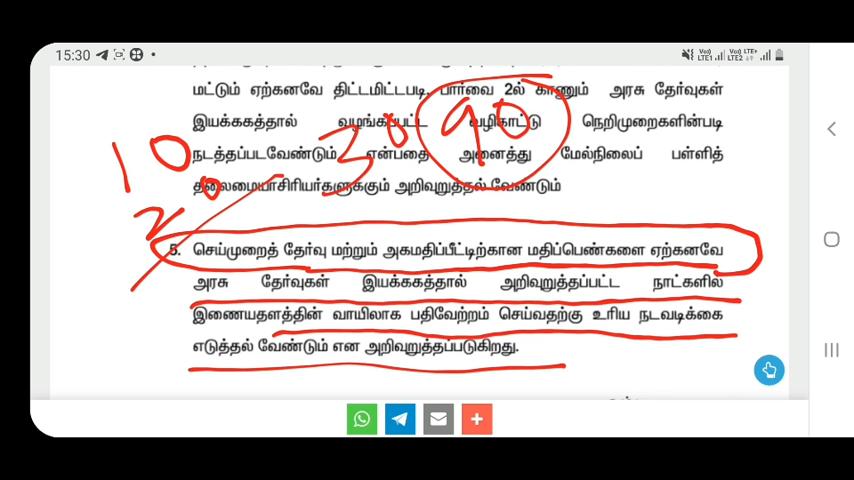 15:30
LTE1 LTE2
மட்டும் ஏற்கனவே திட்டமிட்டபடி, பார்வை 2ல் காணும் அரசு தேர்வுகள்
இயக்ககத்தால் வழங்கப்பட்ட வழிகாட்டு நெறிமுறைகளின்படி
நடத்தப்படவேண்டும் என்பதை அனைத்து மேல்நிலைப் பள்ளித்
தலைமையாசிரியர்களுக்கும் அறிவுறுத்தல் வேண்டும்
10
20
30
90
5. செய்முறைத் தேர்வு மற்றும் அகமதிப்பீட்டிற்கான மதிப்பெண்களை ஏற்கனவே
அரசு தேர்வுகள் இயக்ககத்தால் அறிவுறுத்தப்பட்ட நாட்களில்
இணையதளத்தின் வாயிலாக பதிவேற்றம் செய்வதற்கு உரிய நடவடிக்கை
எடுத்தல் வேண்டும் என அறிவுறுத்தப்படுகிறது.